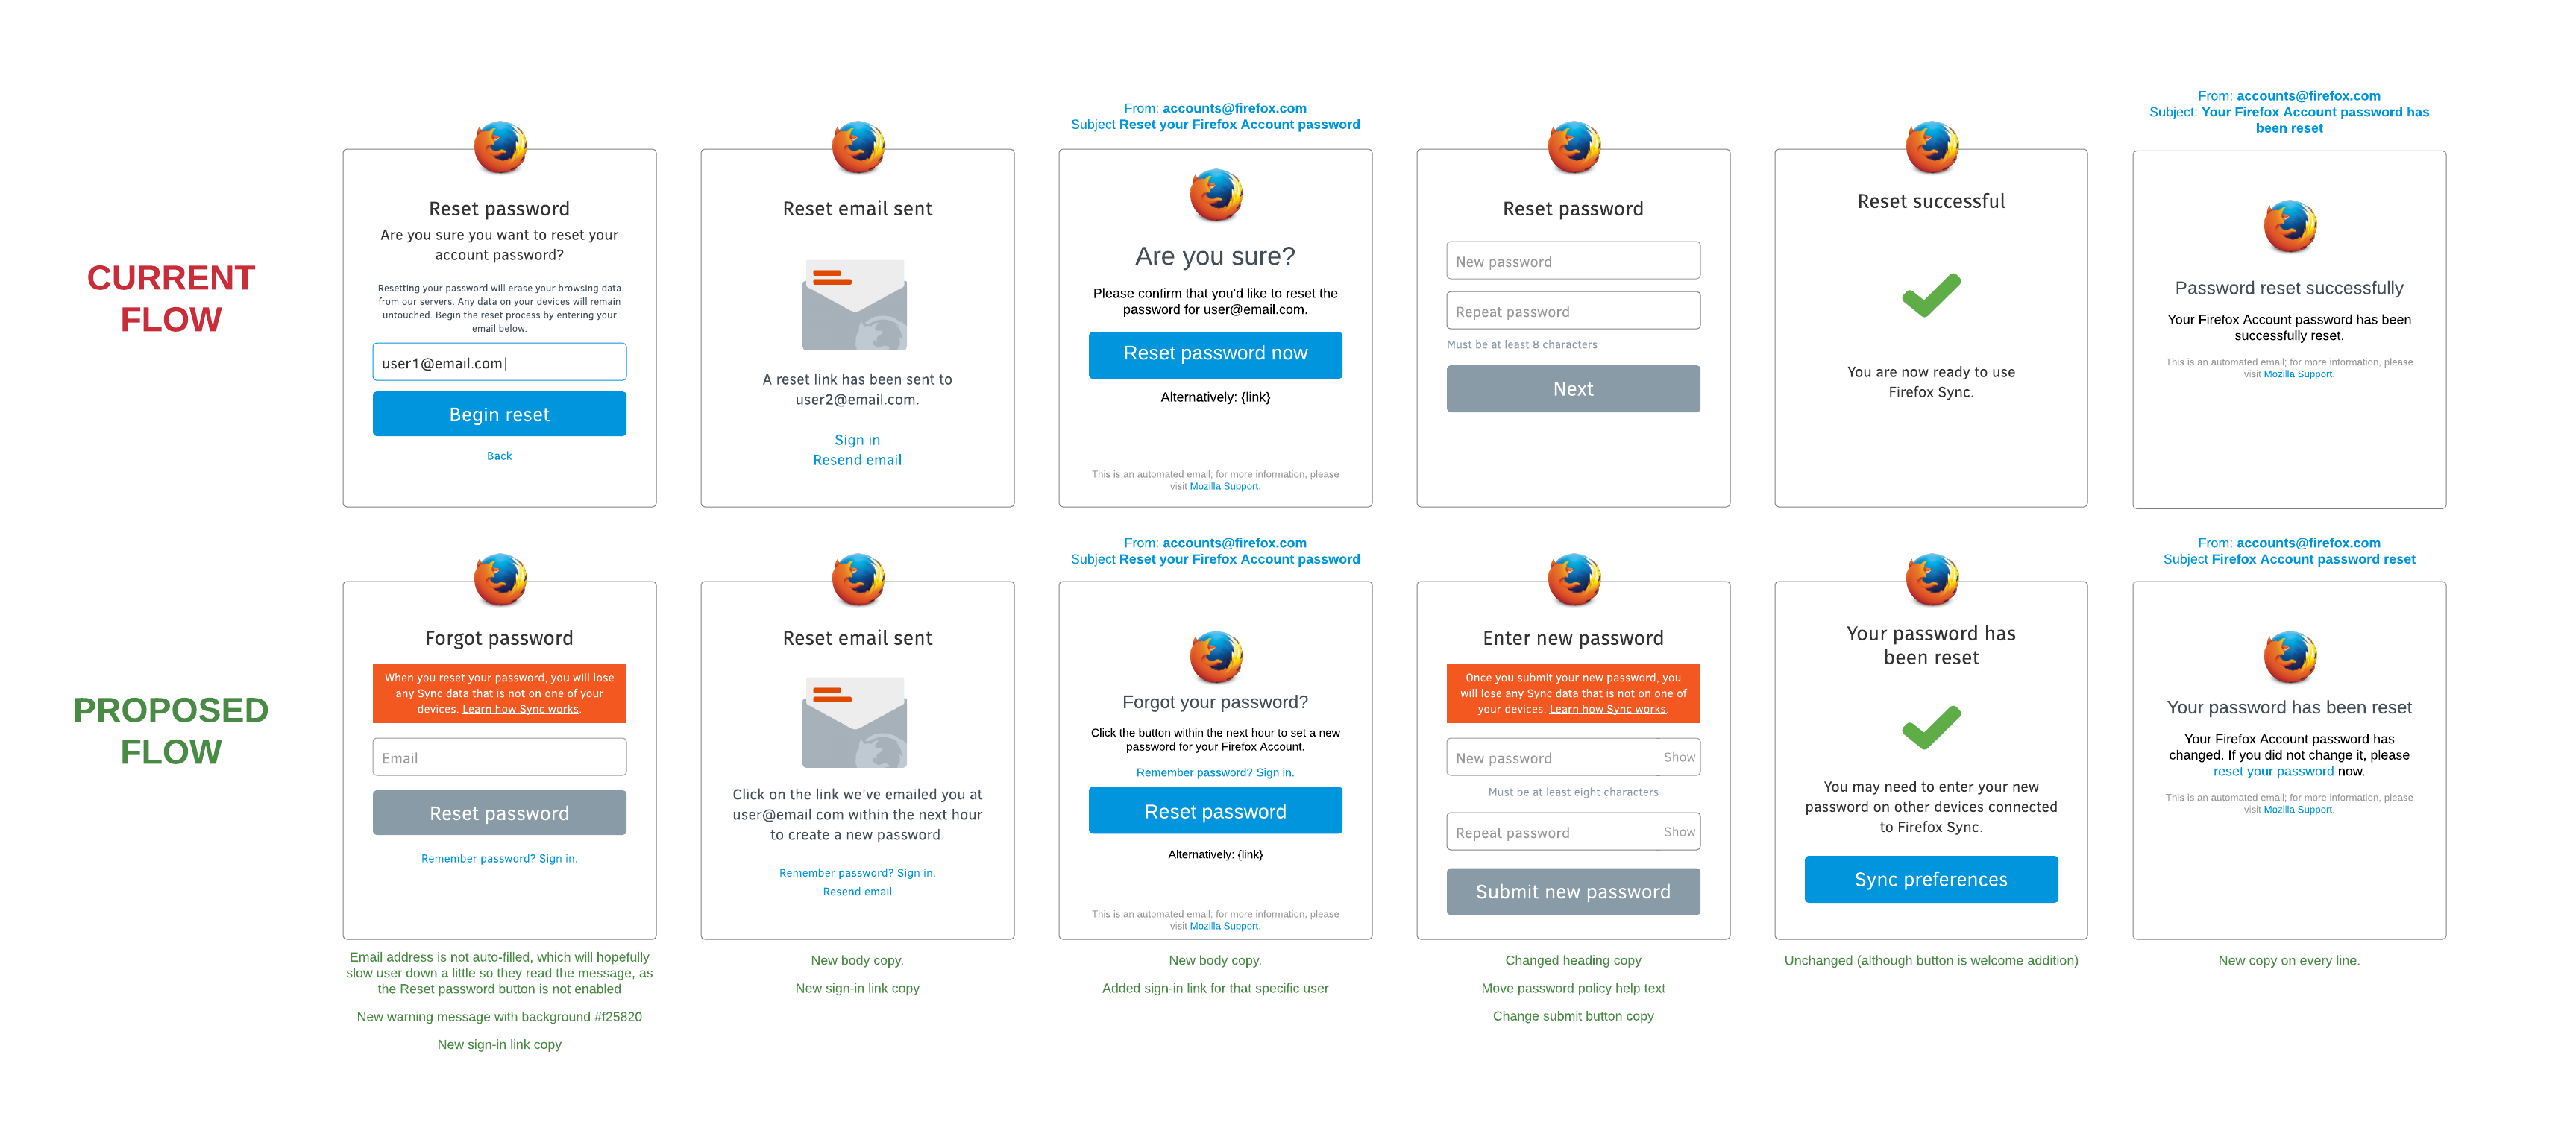 CURRENT
FLOW
Reset password
Are you sure you want to reset your
account password?
Resetting your password will erase your browsing data
from our servers. Any data on your devices will remain
untouched. Begin the reset process by entering your
email below.
user1@email.com|
Begin reset
Back
Reset email sent
A reset link has been sent to
user2@email.com.
Sign in
Resend email
From: accounts@firefox.com
Subject Reset your Firefox Account password
Are you sure?
Please confirm that you'd like to reset the
password for user@email.com.
Reset password now
Alternatively: {link}
This is an automated email; for more information, please
visit Mozilla Support.
Reset password
New password
Repeat password
Must be at least 8 characters
Next
Reset successful
You are now ready to use
Firefox Sync.
From: accounts@firefox.com
Subject: Your Firefox Account password has
been reset
Password reset successfully
Your Firefox Account password has been
successfully reset.
This is an automated email; for more information, please
visit Mozilla Support.
PROPOSED
FLOW
Forgot password
When you reset your password, you will lose
any Sync data that is not on one of your
devices. Learn how Sync works.
Email
Reset password
Remember password? Sign in.
Email address is not auto-filled, which will hopefully
slow user down a little so they read the message, as
the Reset password button is not enabled
New warning message with background #f25820
New sign-in link copy
Reset email sent
Click on the link we've emailed you at
user@email.com within the next hour
to create a new password.
Remember password? Sign in.
Resend email
New body copy.
New sign-in link copy
From: accounts@firefox.com
Subject Reset your Firefox Account password
Forgot your password?
Click the button within the next hour to set a new
password for your Firefox Account.
Remember password? Sign in.
Reset password
Alternatively: {link}
This is an automated email; for more information, please
visit Mozilla Support.
New body copy.
Added sign-in link for that specific user
Enter new password
Once you submit your new password, you
will lose any Sync data that is not on one of
your devices. Learn how Sync works.
New password
Show
Must be at least eight characters
Repeat password
Show
Submit new password
Changed heading copy
Move password policy help text
Change submit button copy
Your password has
been reset
You may need to enter your new
password on other devices connected
to Firefox Sync.
Sync preferences
Unchanged (although button is welcome addition)
From: accounts@firefox.com
Subject Firefox Account password reset
Your password has been reset
Your Firefox Account password has
changed. If you did not change it, please
reset your password now.
This is an automated email; for more information, please
visit Mozilla Support.
New copy on every line.